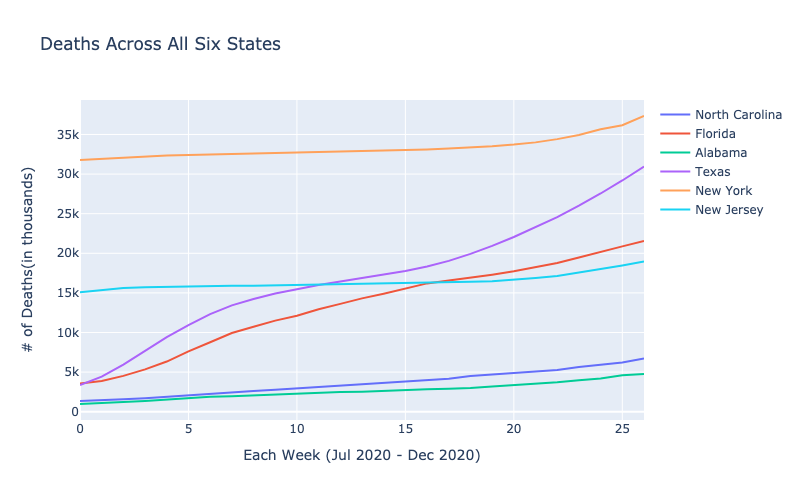 Deaths Across All Six States
35k
30k
25k
20k
15k
10k
5k
0
0 5 10 15 20 25
# of Deaths(in thousands)
Each Week (Jul 2020 - Dec 2020)
North Carolina
Florida
Alabama
Texas
New York
New Jersey